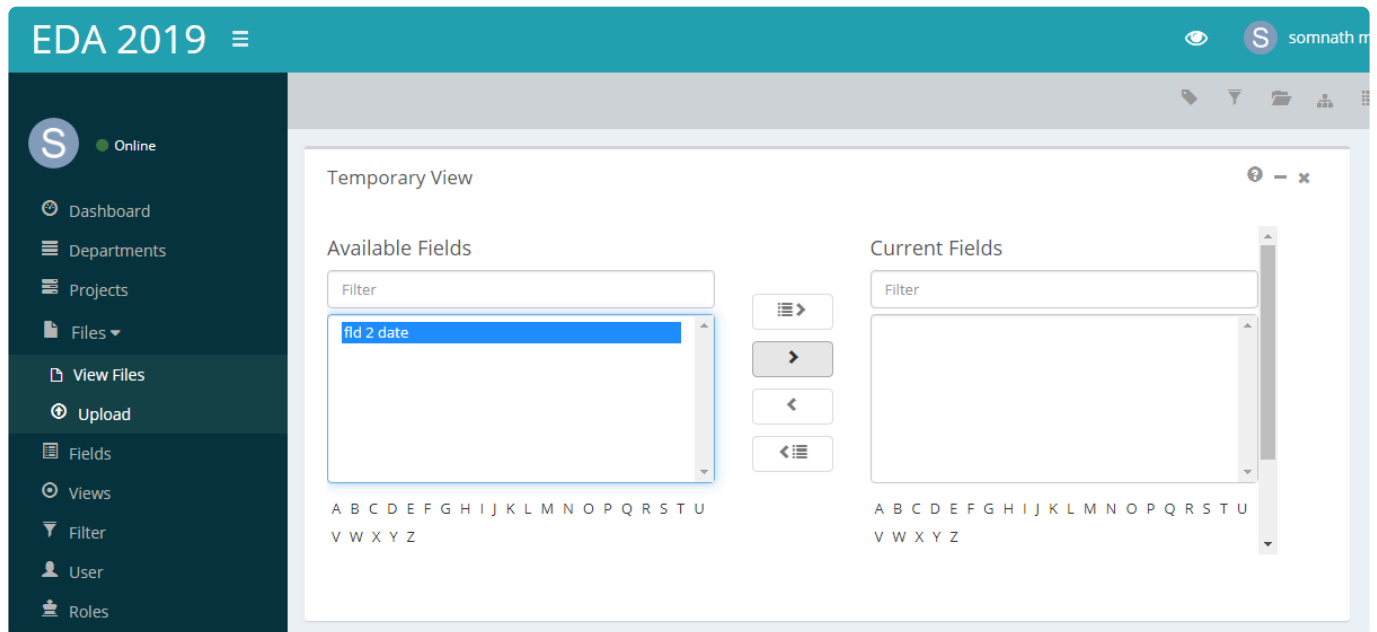 EDA 2019
somnath m
S
S
Online
Dashboard
Departments
Projects
Files
View Files
Upload
Fields
Views
Filter
User
Roles
Temporary View
Available Fields
Filter
fld 2 date
A B C D E F G H I J K L M N O P Q R S T U
V W X Y Z
Current Fields
Filter
A B C D E F G H I J K L M N O P Q R S T U
V W X Y Z